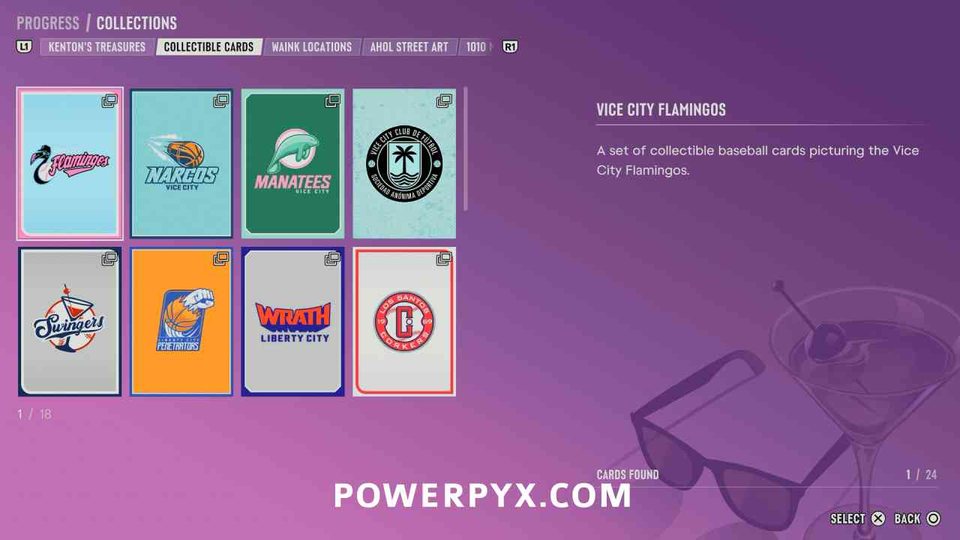 PROGRESS / COLLECTIONS
L1 KENTON'S TREASURES COLLECTIBLE CARDS WAINK LOCATIONS AHOL STREET ART 1010 R1
Flamingos
NARCOS
VICE CITY
MANATEES
VICE CITY
VICE CITY CLUB DE FUTBOL
SOCIEDAD ANÓNIMA DEPORTIVA
VICE CITY FLAMINGOS
A set of collectible baseball cards picturing the Vice
City Flamingos.
Swingers
LIBERTY CITY
PENETRATORS
WRATH
LIBERTY CITY
LOS SANTOS
CORKERS
1 / 18
CARDS FOUND 1 / 24
POWERPYX.COM
SELECT BACK